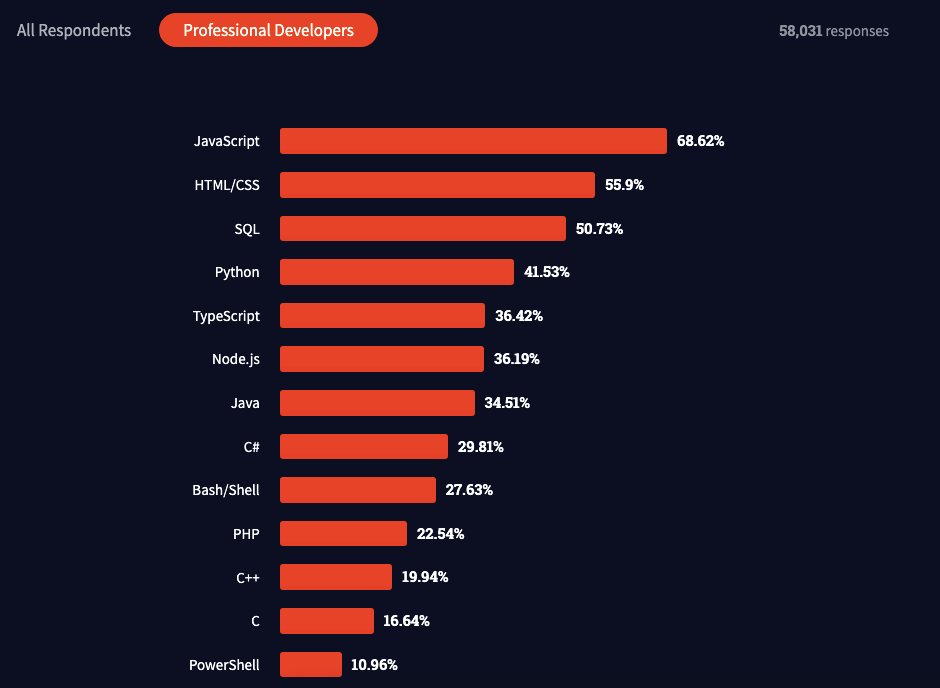 All Respondents Professional Developers 58,031 responses
JavaScript 68.62%
HTML/CSS 55.9%
SQL 50.73%
Python 41.53%
TypeScript 36.42%
Node.js 36.19%
Java 34.51%
C# 29.81%
Bash/Shell 27.63%
PHP 22.54%
C++ 19.94%
C 16.64%
PowerShell 10.96%